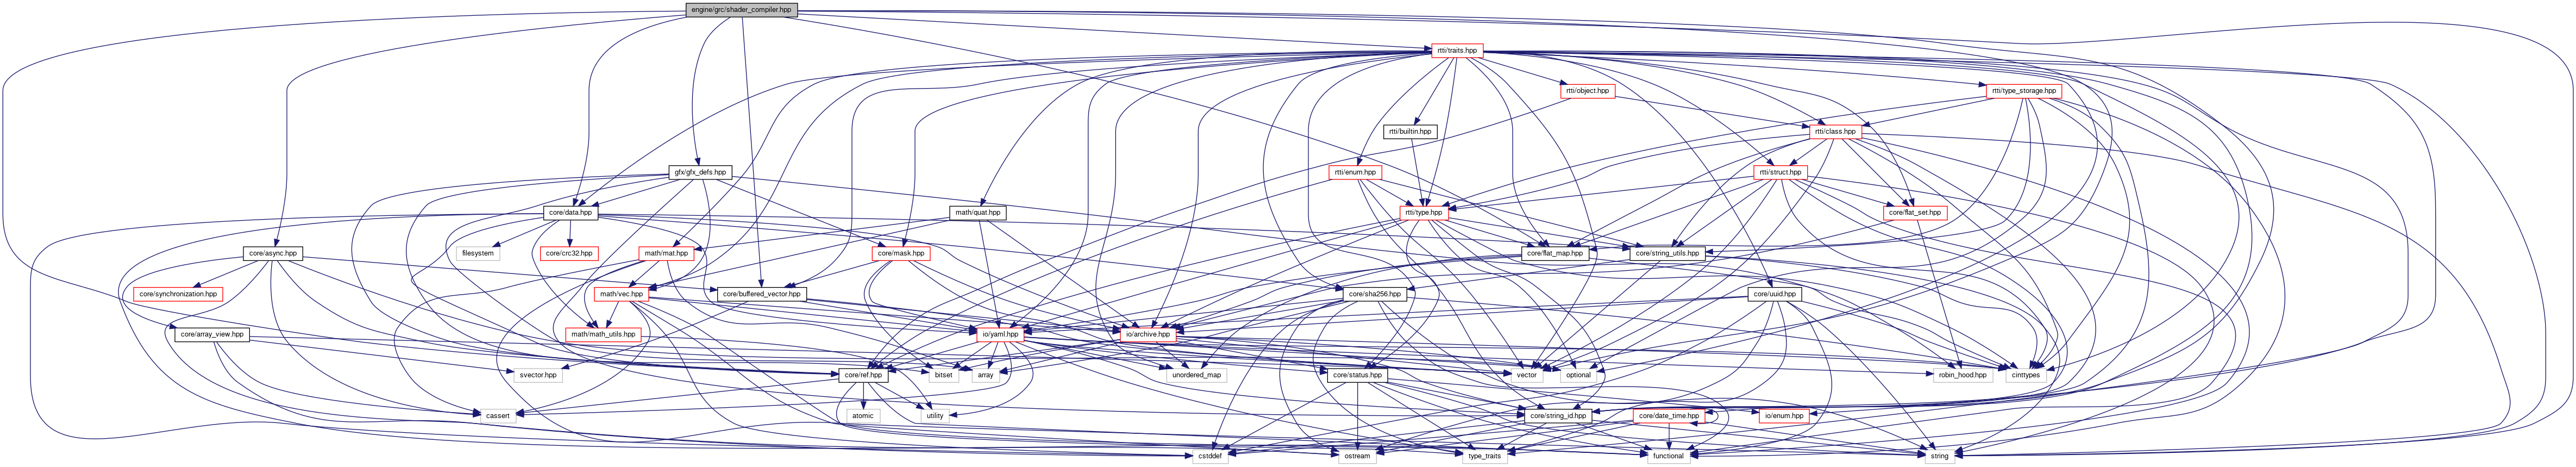 engine/grc/shader_compiler.hpp
rtti/traits.hpp
rtti/object.hpp
rtti/type_storage.hpp
rtti/builtin.hpp
rtti/class.hpp
gfx/gfx_defs.hpp
rtti/enum.hpp
rtti/struct.hpp
core/data.hpp
math/quat.hpp
rtti/type.hpp
core/flat_set.hpp
core/async.hpp
filesystem
core/crc32.hpp
math/mat.hpp
core/mask.hpp
core/flat_map.hpp
core/string_utils.hpp
core/synchronization.hpp
math/vec.hpp
core/buffered_vector.hpp
core/sha256.hpp
core/uuid.hpp
core/array_view.hpp
math/math_utils.hpp
io/yaml.hpp
io/archive.hpp
svector.hpp
core/ref.hpp
bitset
array
unordered_map
core/status.hpp
vector
optional
robin_hood.hpp
cinttypes
cassert
atomic
utility
core/string_id.hpp
core/date_time.hpp
io/enum.hpp
cstddef
ostream
type_traits
functional
string